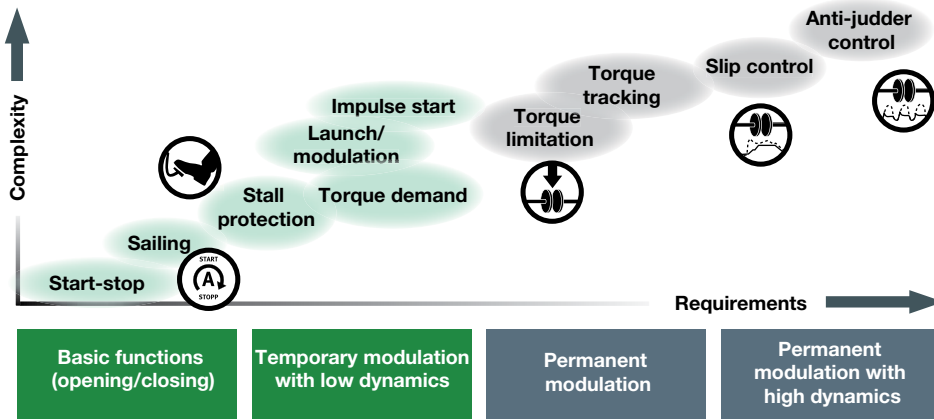 Anti-judder
control
Slip control
Torque
tracking
Impulse start
Torque
limitation
Launch/
modulation
Complexity
Stall
protection
Torque demand
Sailing
Start-stop
START
A
STOPP
Requirements
Basic functions
(opening/closing)
Temporary modulation
with low dynamics
Permanent
modulation
Permanent
modulation with
high dynamics